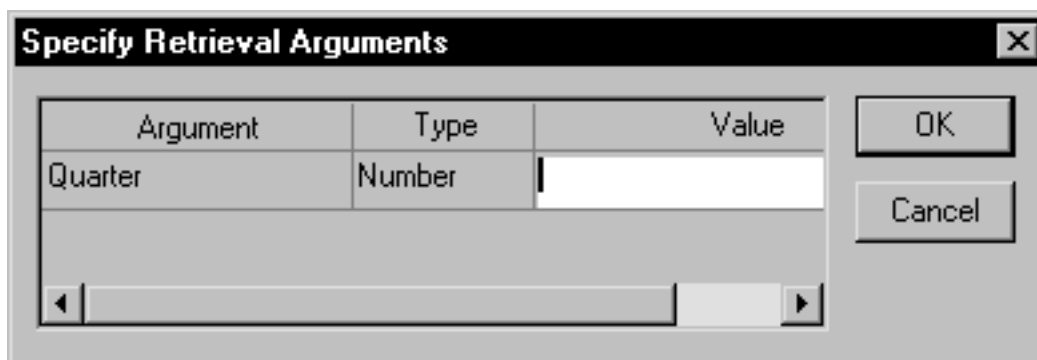 Specify Retrieval Arguments
Argument Type Value OK
Quarter Number
Cancel